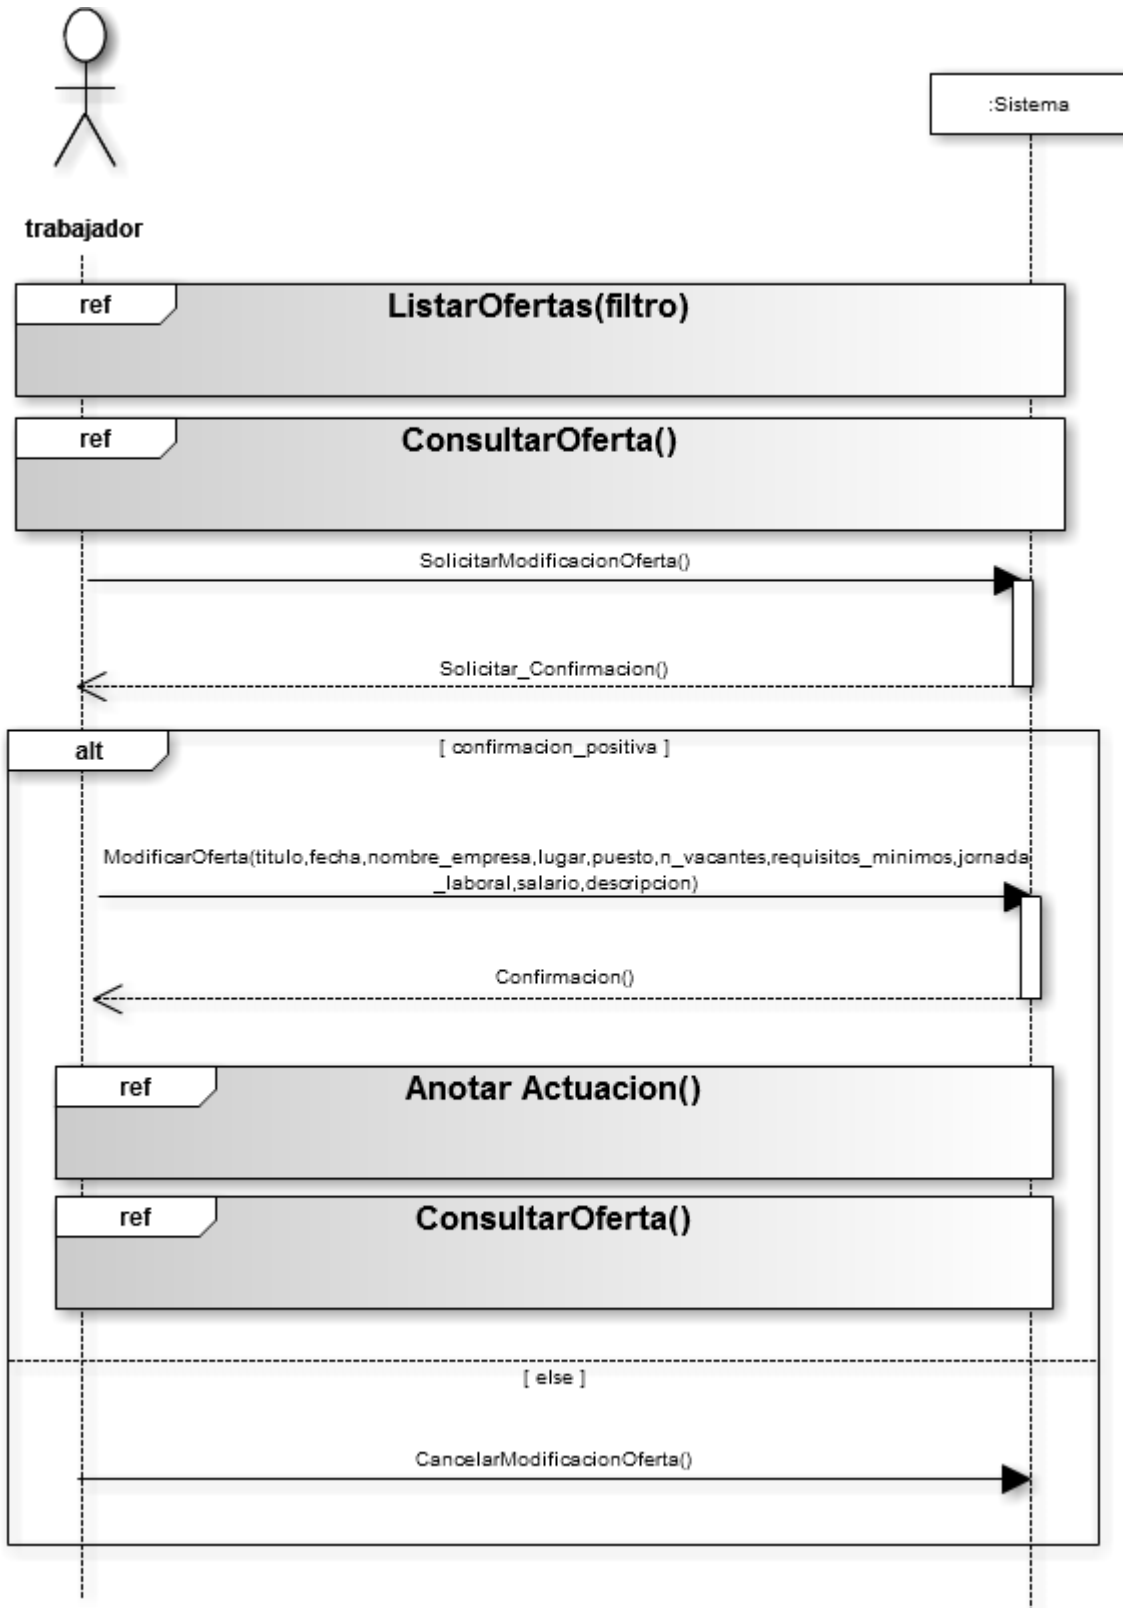 :Sistema
trabajador
ref
ListarOfertas(filtro)
ref
ConsultarOferta()
SolicitarModificacionOferta()
Solicitar_Confirmacion()
alt
[ confirmacion_positiva ]
ModificarOferta(titulo,fecha,nombre_empresa,lugar,puesto,n_vacantes,requisitos_minimos,jornada
_laboral,salario,descripcion)
Confirmacion()
ref
Anotar Actuacion()
ref
ConsultarOferta()
[ else ]
CancelarModificacionOferta()